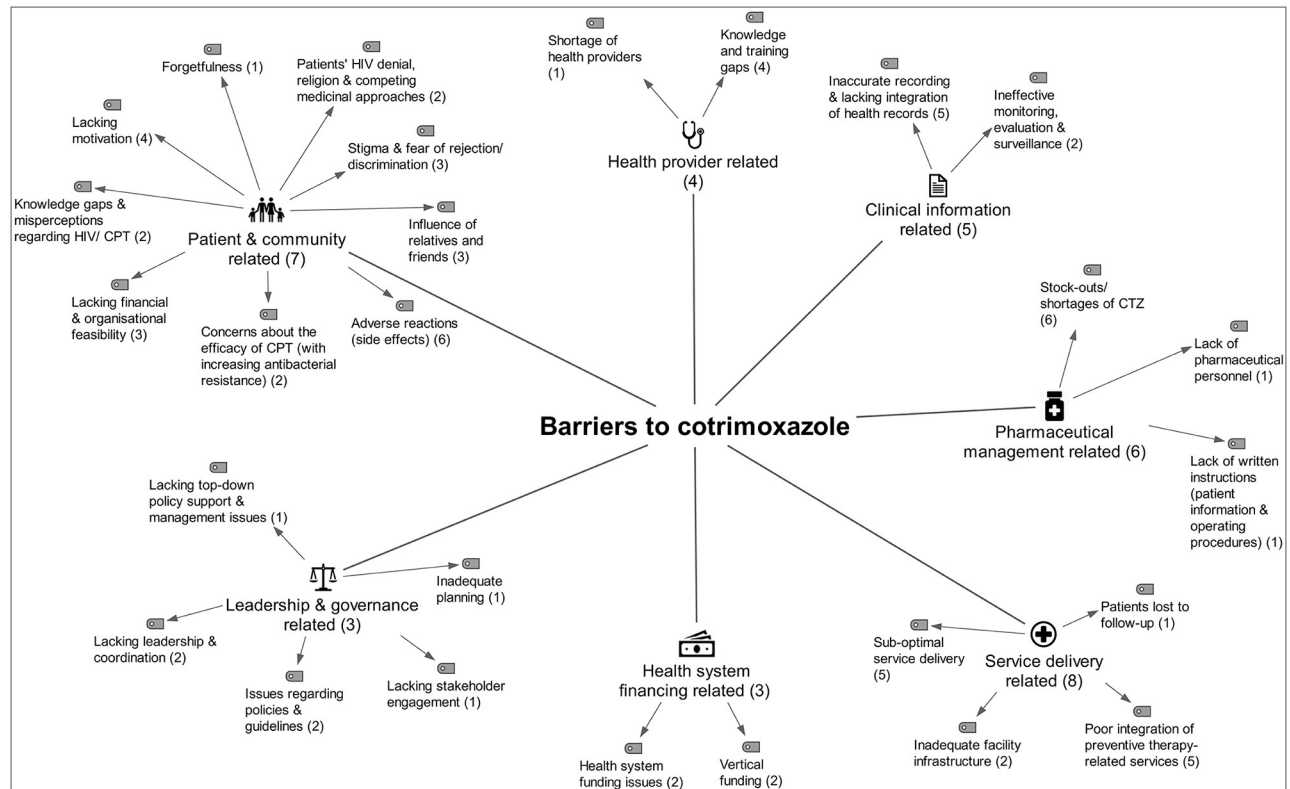 Forgetfulness (1)
Patients' HIV denial,
religion & competing
medicinal approaches (2)
Lacking
motivation (4)
Stigma & fear of rejection/
discrimination (3)
Knowledge gaps &
misperceptions
regarding HIV/ CPT (2)
Influence of
relatives and
friends (3)
Patient & community
related (7)
Lacking financial
& organisational
feasibility (3)
Concerns about the
efficacy of CPT (with
increasing antibacterial
resistance) (2)
Adverse reactions
(side effects) (6)
Shortage of
health providers
(1)
Knowledge
and training
gaps (4)
Health provider related
(4)
Inaccurate recording
& lacking integration
of health records (5)
Ineffective
monitoring,
evaluation &
surveillance (2)
Clinical information
related (5)
Stock-outs/
shortages of CTZ
(6)
Lack of
pharmaceutical
personnel (1)
Pharmaceutical
management related (6)
Lack of written
instructions
(patient
information &
operating
procedures) (1)
Barriers to cotrimoxazole
Lacking top-down
policy support &
management issues (1)
Inadequate
planning (1)
Leadership & governance
related (3)
Lacking leadership &
coordination (2)
Issues regarding
policies &
guidelines (2)
Lacking stakeholder
engagement (1)
Health system
financing related (3)
Health system
funding issues (2)
Vertical
funding (2)
Patients lost to
follow-up (1)
Sub-optimal
service delivery
(5)
Service delivery
related (8)
Inadequate facility
infrastructure (2)
Poor integration of
preventive therapy-
related services (5)